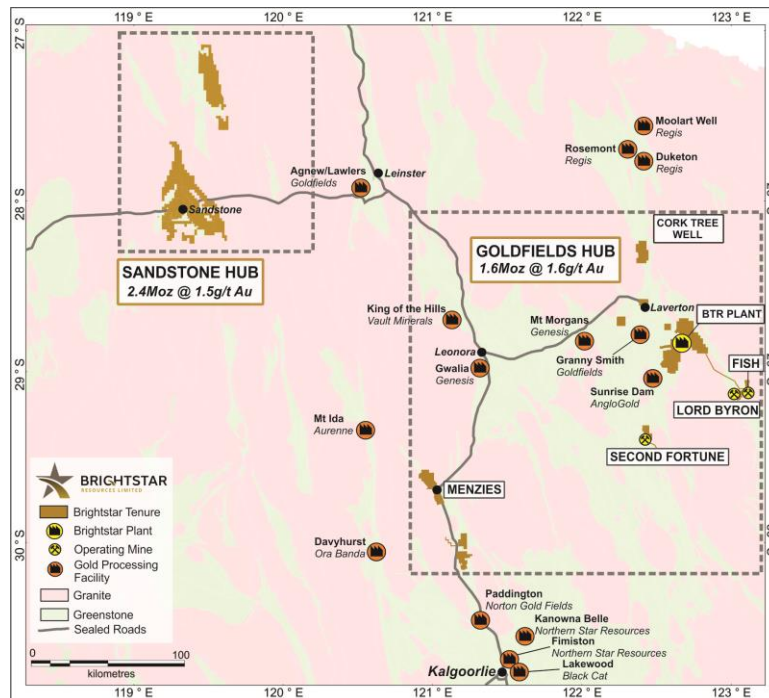 119° E
120° E
121° E
122° E
123° E
27° S
28° S
29° S
30° S
Moolart Well
Regis
Rosemont
Regis
Duketon
Regis
Agnew/Lawlers
Goldfields
Leinster
Sandstone
SANDSTONE HUB
2.4Moz @ 1.5g/t Au
GOLDFIELDS HUB
1.6Moz @ 1.6g/t Au
CORK TREE
WELL
King of the Hills
Vault Minerals
Mt Morgans
Genesis
Laverton
BTR PLANT
Leonora
Gwalia
Genesis
Granny Smith
Goldfields
FISH
Sunrise Dam
AngloGold
LORD BYRON
Mt Ida
Aurenne
SECOND FORTUNE
MENZIES
Davyhurst
Ora Banda
Paddington
Norton Gold Fields
Kanowna Belle
Northern Star Resources
Fimiston
Northern Star Resources
Kalgoorlie
Lakewood
Black Cat
BRIGHTSTAR
RESOURCES LIMITED
Brightstar Tenure
Brightstar Plant
Operating Mine
Gold Processing
Facility
Granite
Greenstone
Sealed Roads
0
100
kilometres
119° E
120° E
121° E
122° E
123° E